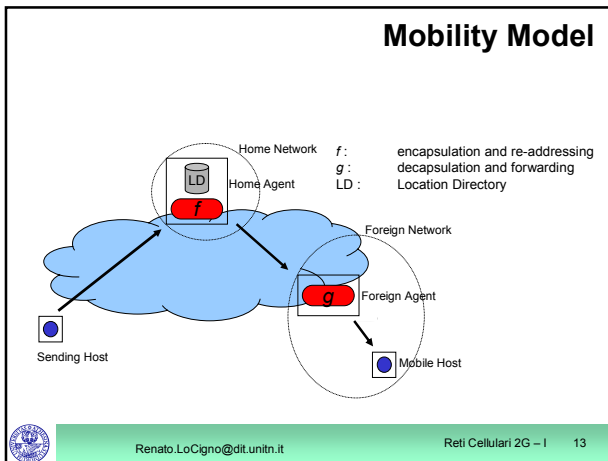 Mobility Model
Home Network
f : encapsulation and re-addressing
g : decapsulation and forwarding
LD : Location Directory
LD
Home Agent
f
Foreign Network
g
Foreign Agent
Sending Host
Mobile Host
Renato.LoCigno@dit.unitn.it
Reti Cellulari 2G – I 13